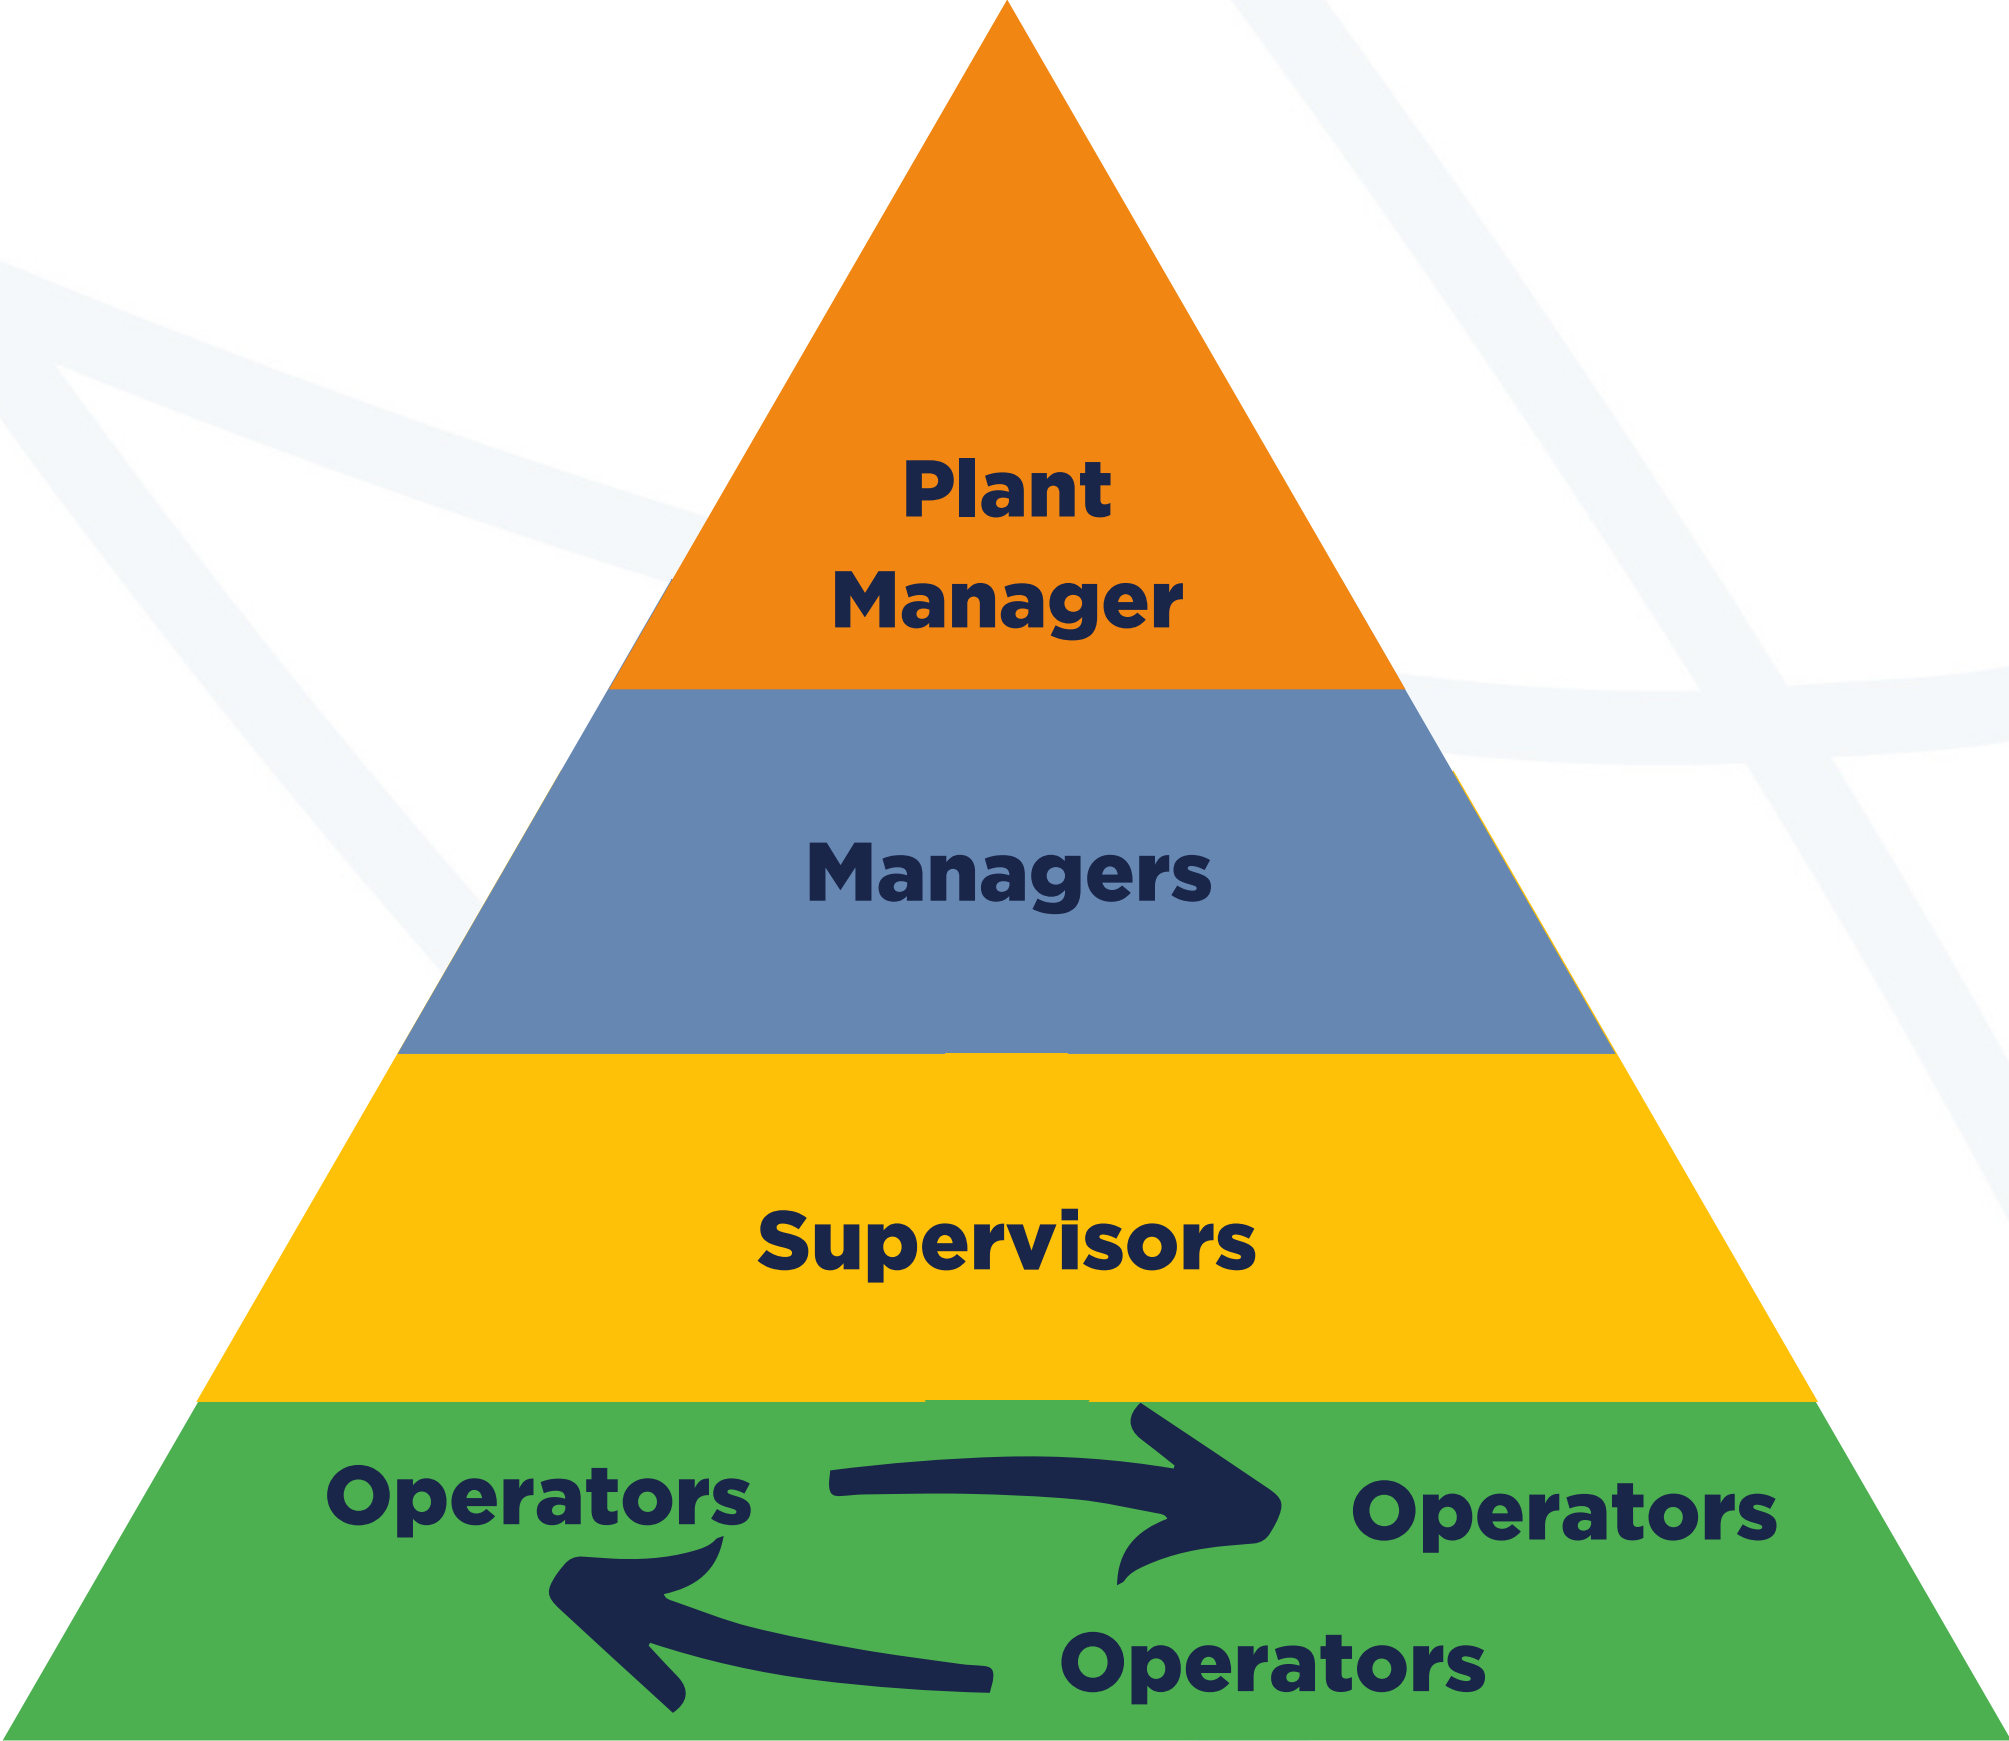 Plant
Manager
Managers
Supervisors
Operators
Operators
Operators